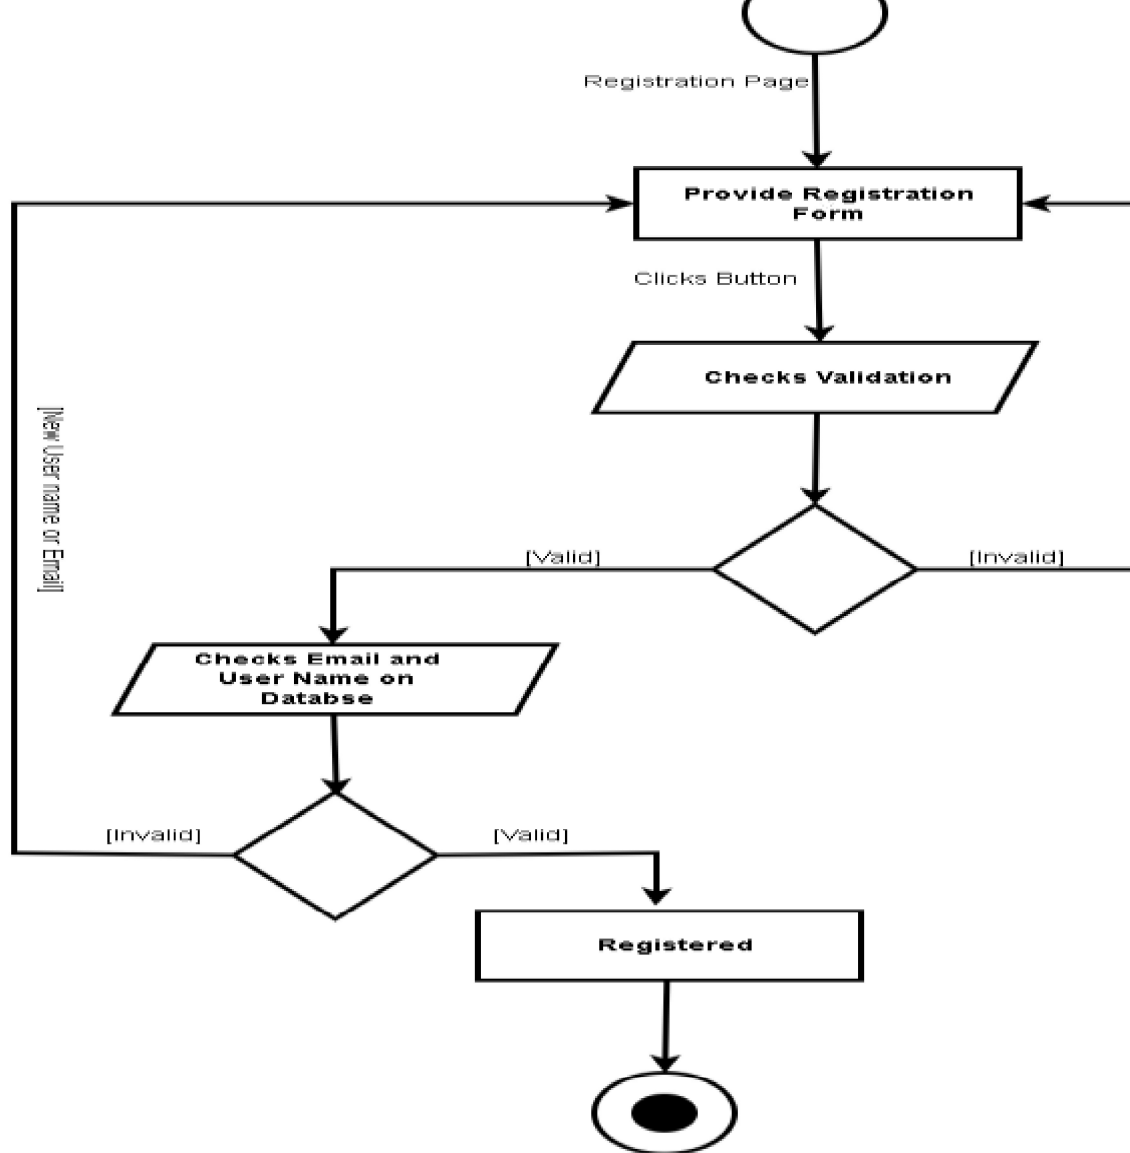 Registration Page
Provide Registration
Form
Clicks Button
Checks Validation
[New User name or Email]
[Valid]
[Invalid]
Checks Email and
User Name on
Databse
[Invalid]
[Valid]
Registered